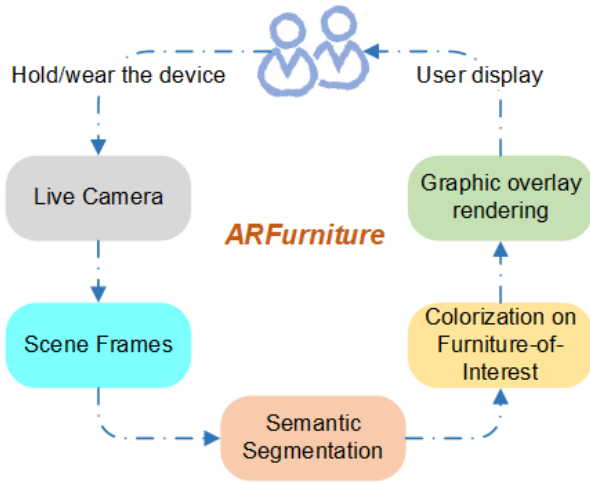 Hold/wear the device
User display
Live Camera
Graphic overlay
rendering
ARFurniture
Scene Frames
Colorization on
Furniture-of-
Interest
Semantic
Segmentation